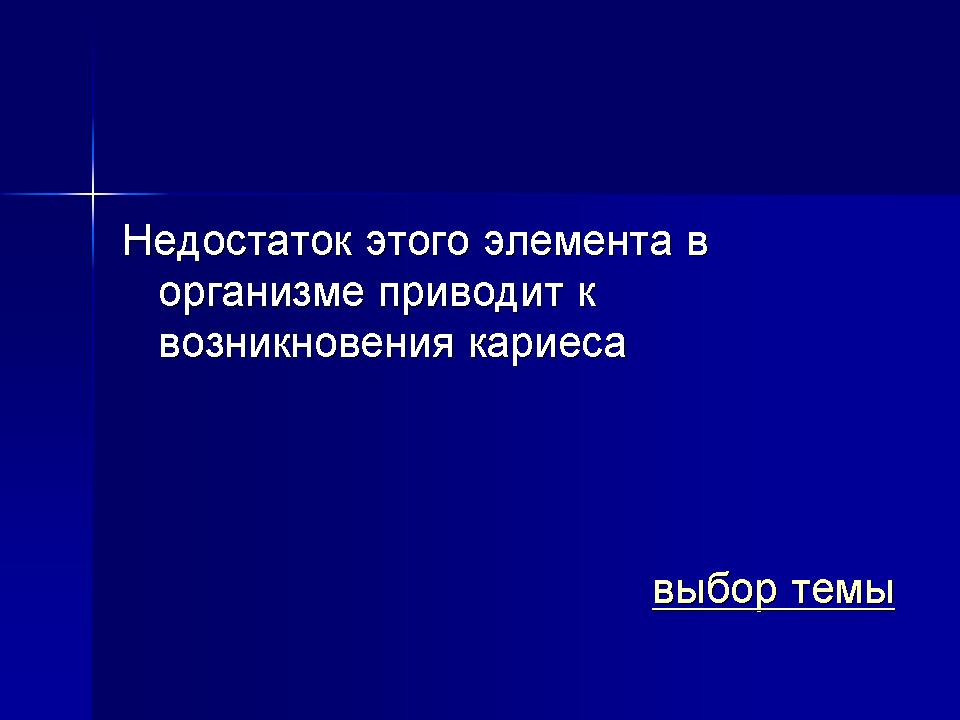 Недостаток этого элемента в
организме приводит к
возникновения кариеса
выбор темы